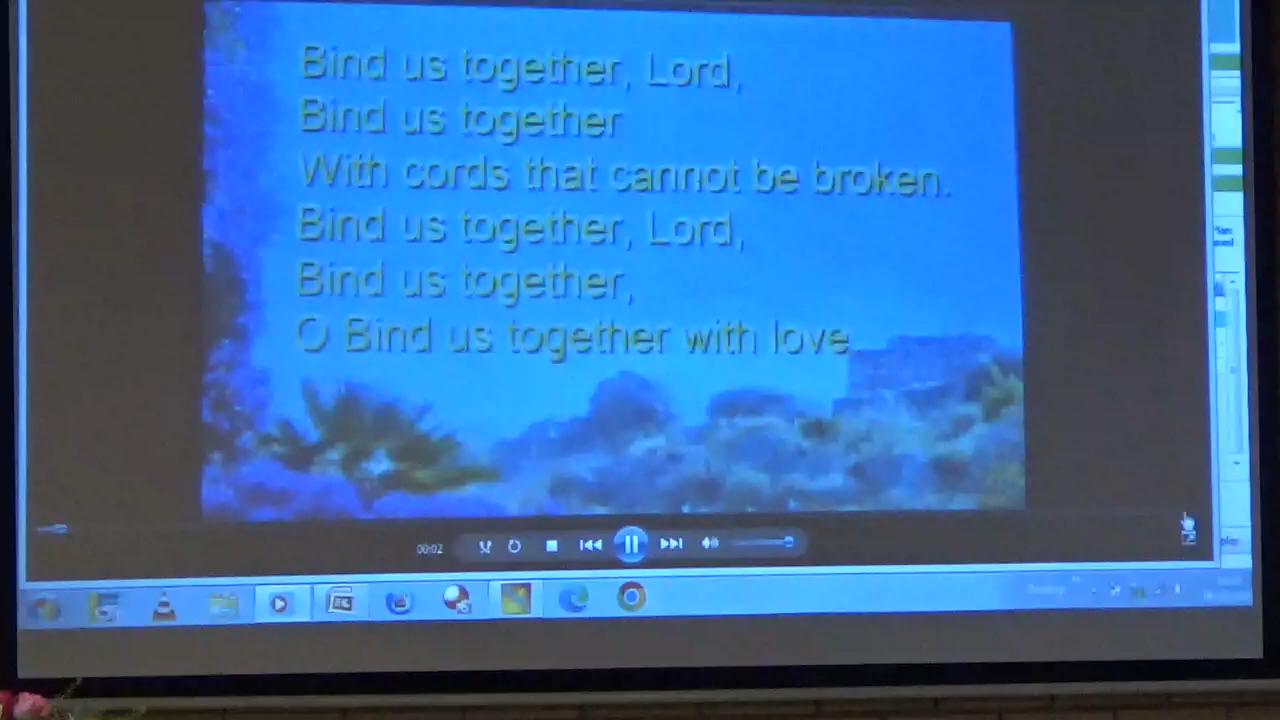 Bind us together, Lord,
Bind us together
With cords that cannot be broken.
Bind us together, Lord,
Bind us together,
O Bind us together with love.
00:02